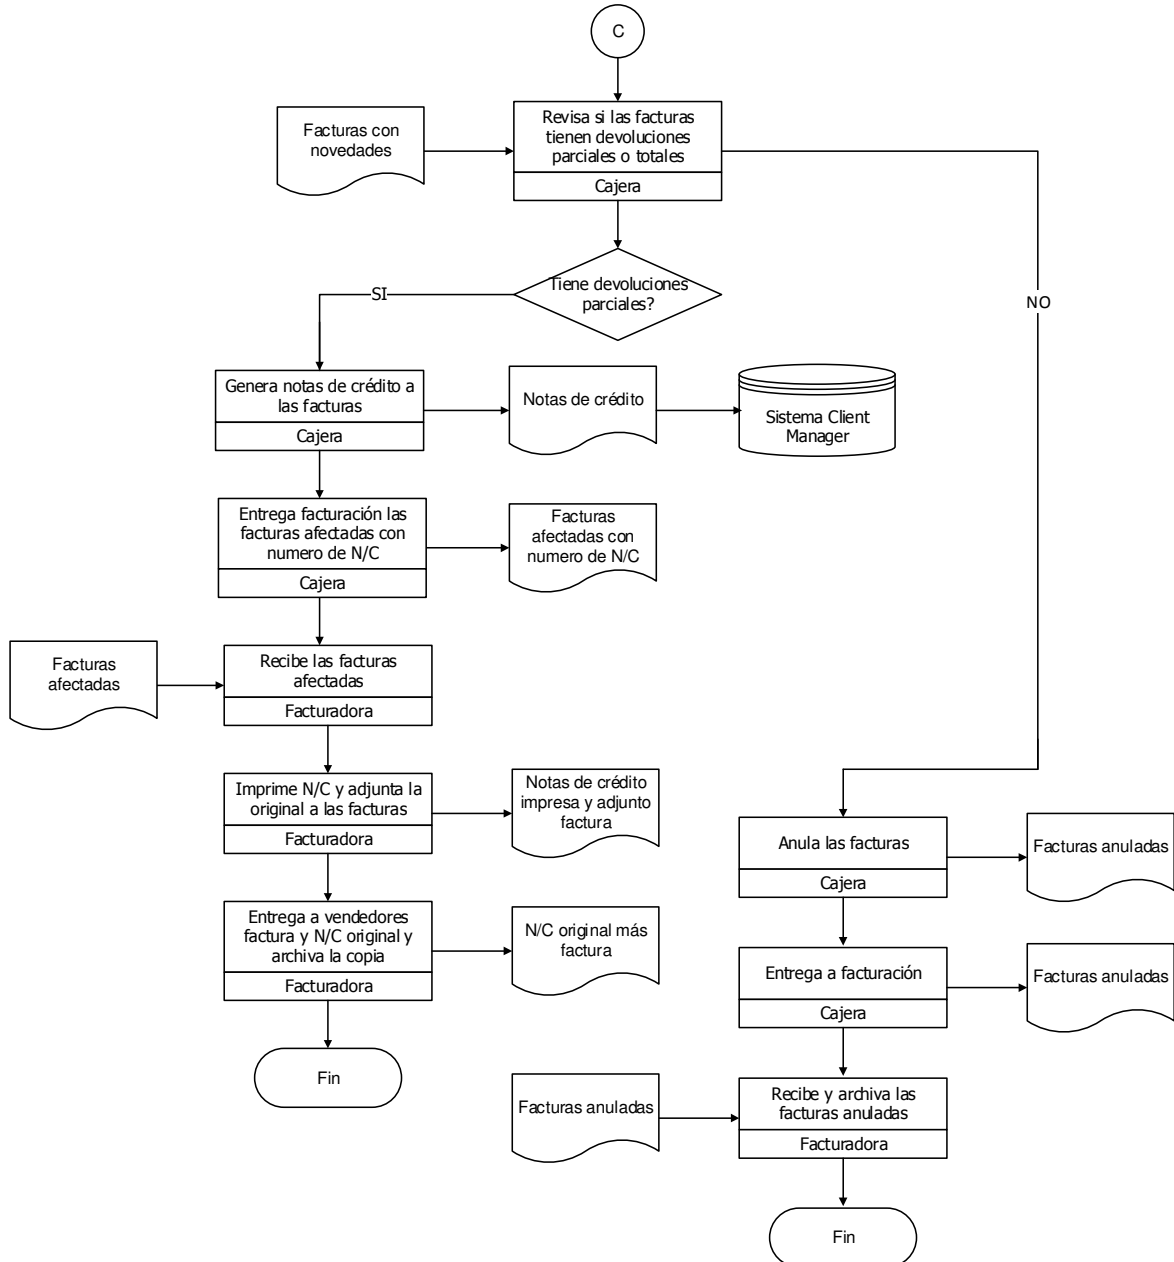 C
Facturas con
novedades
Revisa si las facturas
tienen devoluciones
parciales o totales
Cajera
Tiene devoluciones
parciales?
SI
NO
Genera notas de crédito a
las facturas
Cajera
Notas de crédito
Sistema Client
Manager
Entrega facturación las
facturas afectadas con
numero de N/C
Cajera
Facturas
afectadas con
numero de N/C
Facturas
afectadas
Recibe las facturas
afectadas
Facturadora
Imprime N/C y adjunta la
original a las facturas
Facturadora
Notas de crédito
impresa y adjunto
factura
Entrega a vendedores
factura y N/C original y
archiva la copia
Facturadora
N/C original más
factura
Fin
Anula las facturas
Cajera
Facturas anuladas
Entrega a facturación
Cajera
Facturas anuladas
Facturas anuladas
Recibe y archiva las
facturas anuladas
Facturadora
Fin